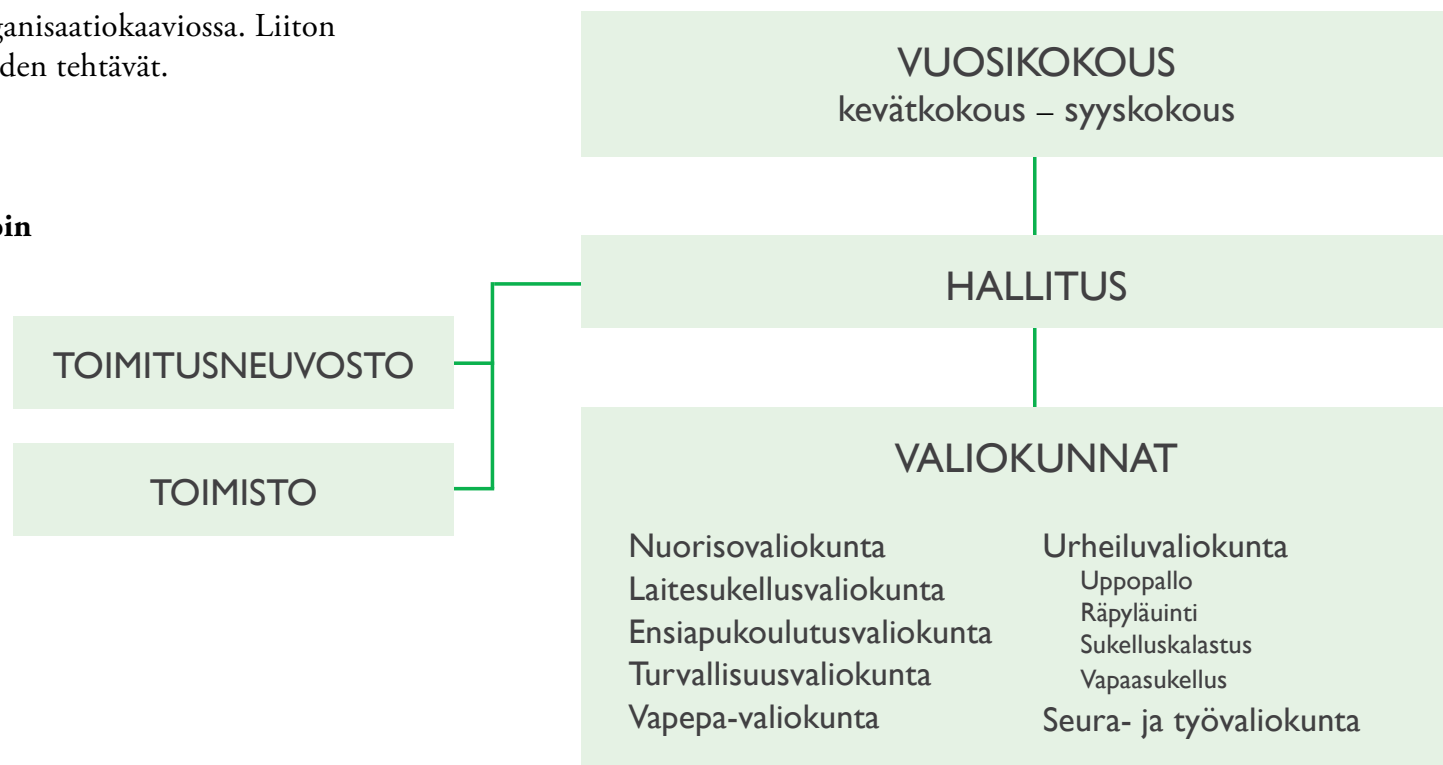 ganisaatiokaaviossa. Liiton
den tehtävät.
oin
VUOSIKOKOUS
kevätkokous – syyskokous
HALLITUS
TOIMITUSNEUVOSTO
TOIMISTO
VALIOKUNNAT
Nuorisovaliokunta
Laitesukellusvaliokunta
Ensiapukoulutusvaliokunta
Turvallisuusvaliokunta
Vapepa-valiokunta
Urheiluvaliokunta
Uppopallo
Räpyläuinti
Sukelluskalastus
Vapaasukellus
Seura- ja työvaliokunta